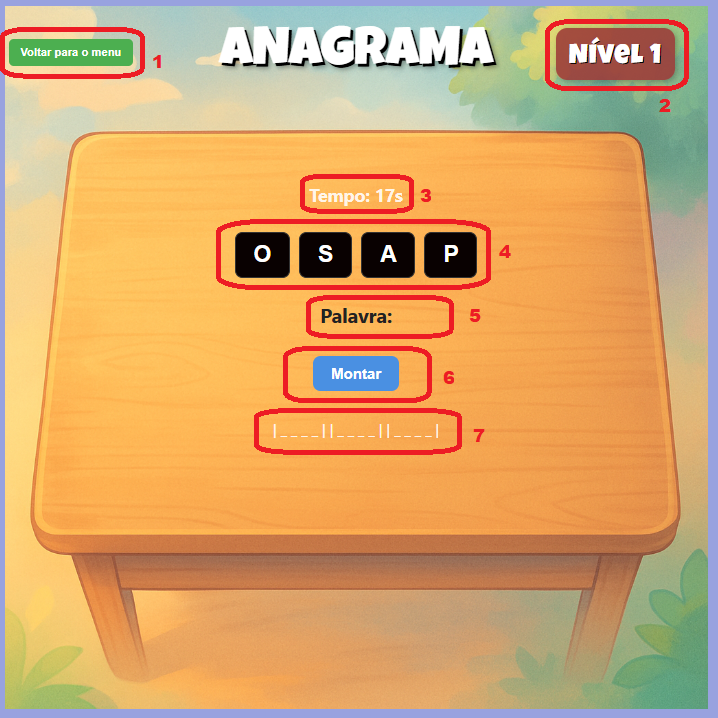 Voltar para o menu
1
ANAGRAMA
NÍVEL 1
2
Tempo: 17s
3
O S A P
4
Palavra:
5
Montar
6
|____||____||____|
7